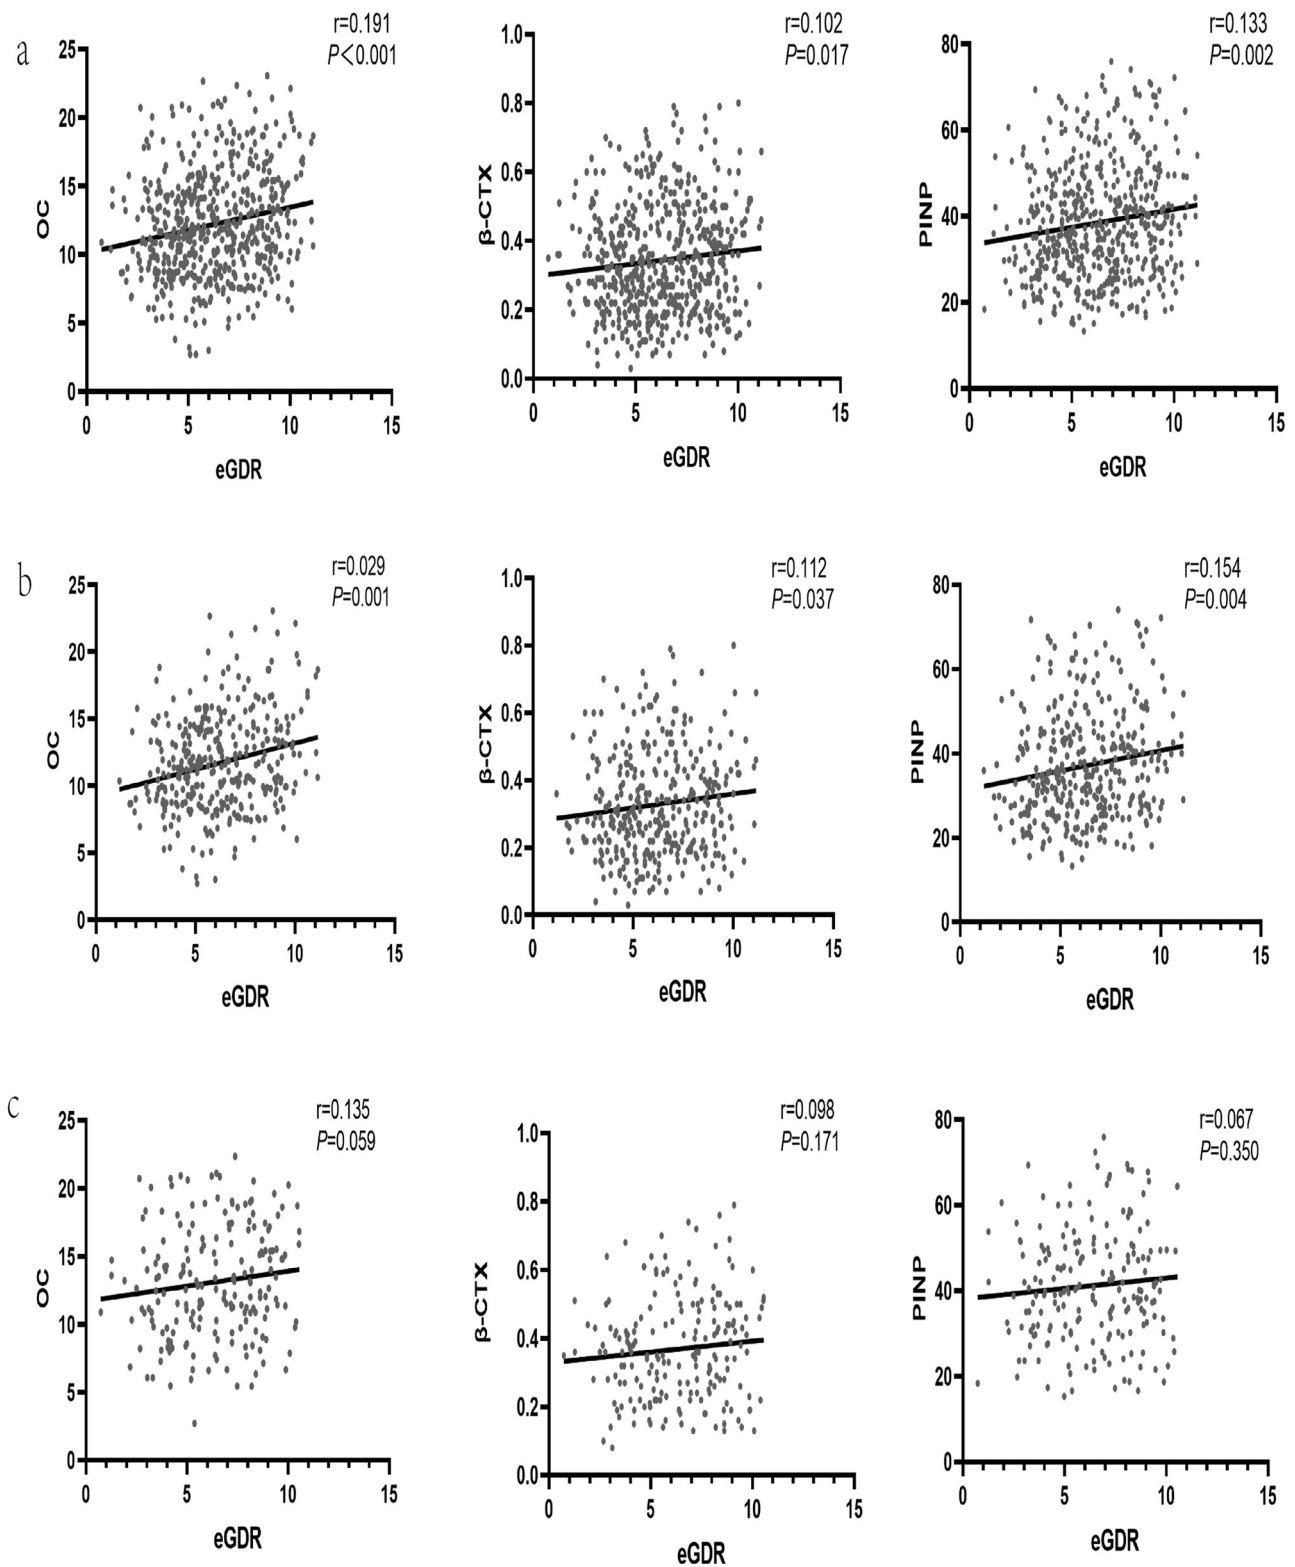 a
r=0.191
P<0.001
25
20
15
10
5
0
OC
0 5 10 15
eGDR
r=0.102
P=0.017
1.0
0.8
0.6
0.4
0.2
0.0
β-CTX
0 5 10 15
eGDR
r=0.133
P=0.002
80
60
40
20
0
PINP
0 5 10 15
eGDR
b
r=0.029
P=0.001
25
20
15
10
5
0
OC
0 5 10 15
eGDR
r=0.112
P=0.037
1.0
0.8
0.6
0.4
0.2
0.0
β-CTX
0 5 10 15
eGDR
r=0.154
P=0.004
80
60
40
20
0
PINP
0 5 10 15
eGDR
c
r=0.135
P=0.059
25
20
15
10
5
0
OC
0 5 10 15
eGDR
r=0.098
P=0.171
1.0
0.8
0.6
0.4
0.2
0.0
β-CTX
0 5 10 15
eGDR
r=0.067
P=0.350
80
60
40
20
0
PINP
0 5 10 15
eGDR